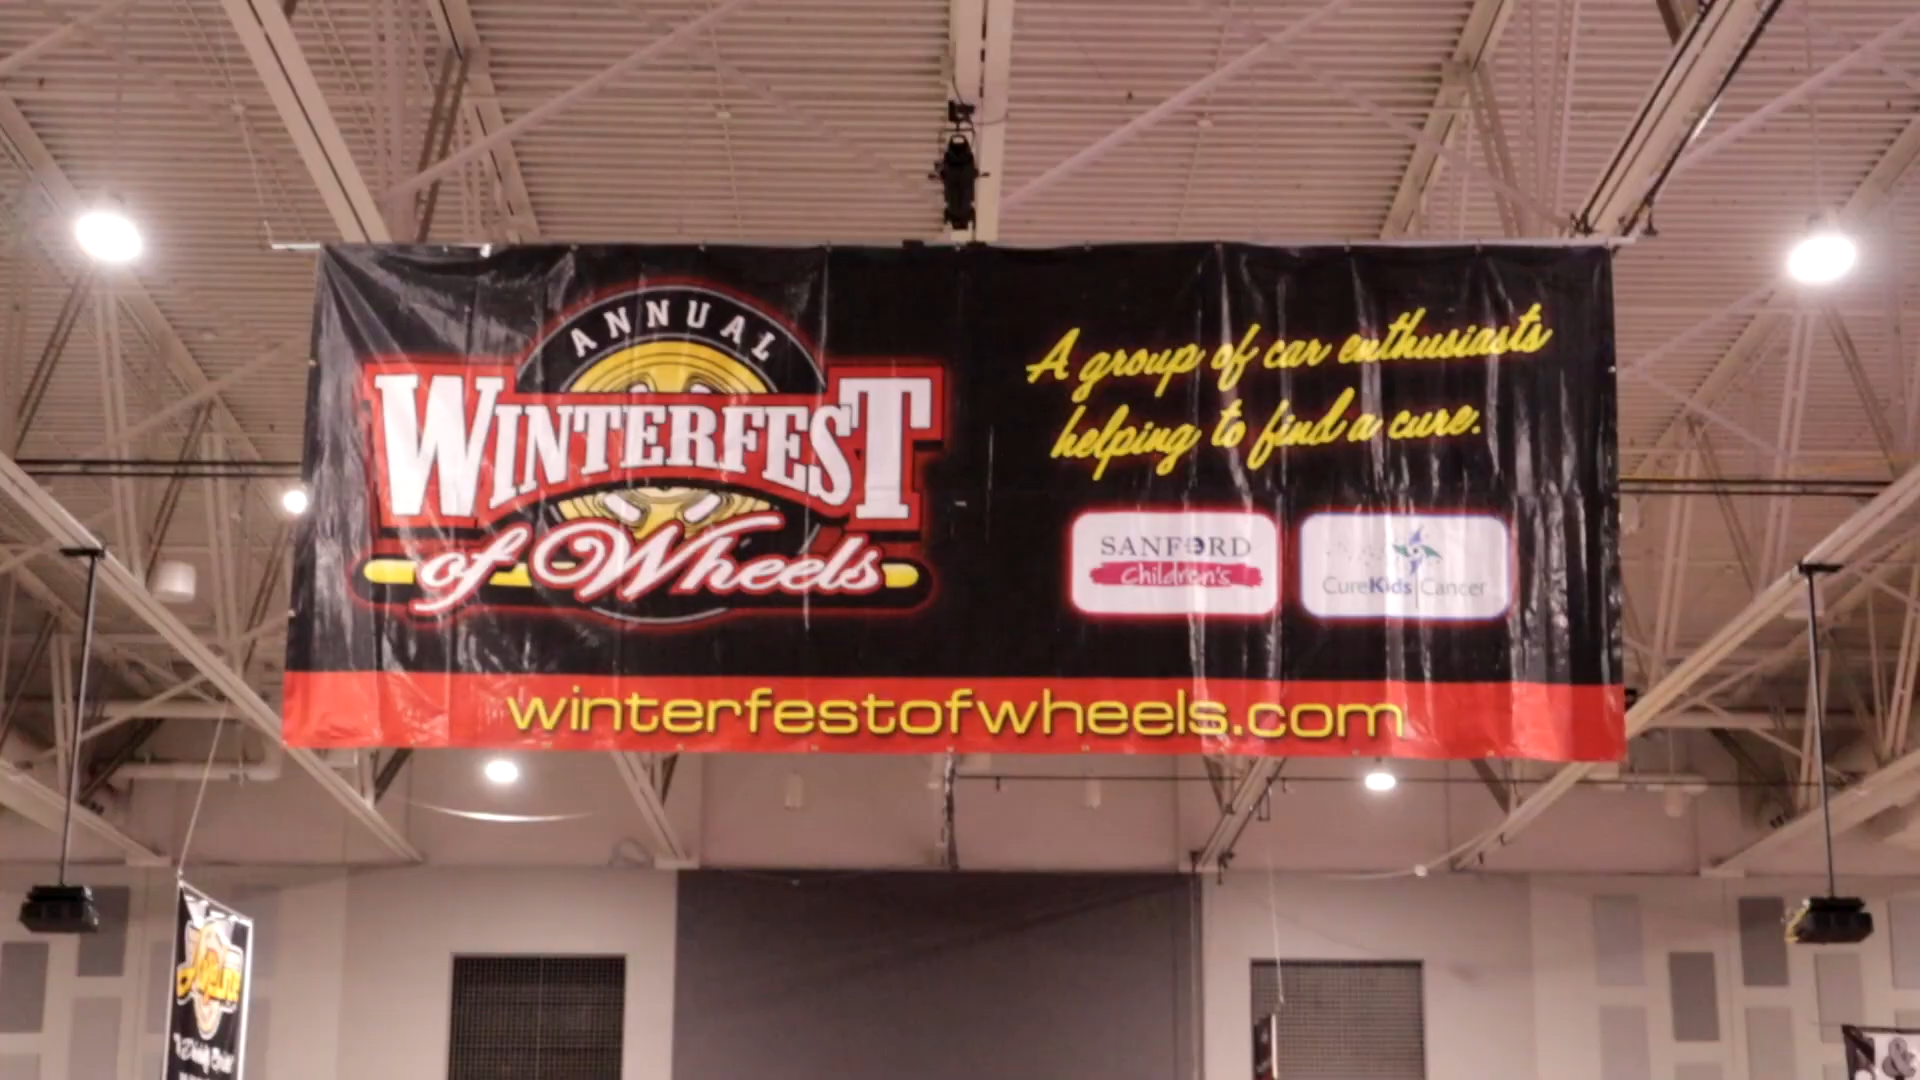 ANNUAL
WINTERFEST
of Wheels
A group of car enthusiasts
helping to find a cure.
SANFORD
Children's
CureKids Cancer
winterfestofwheels.com
&